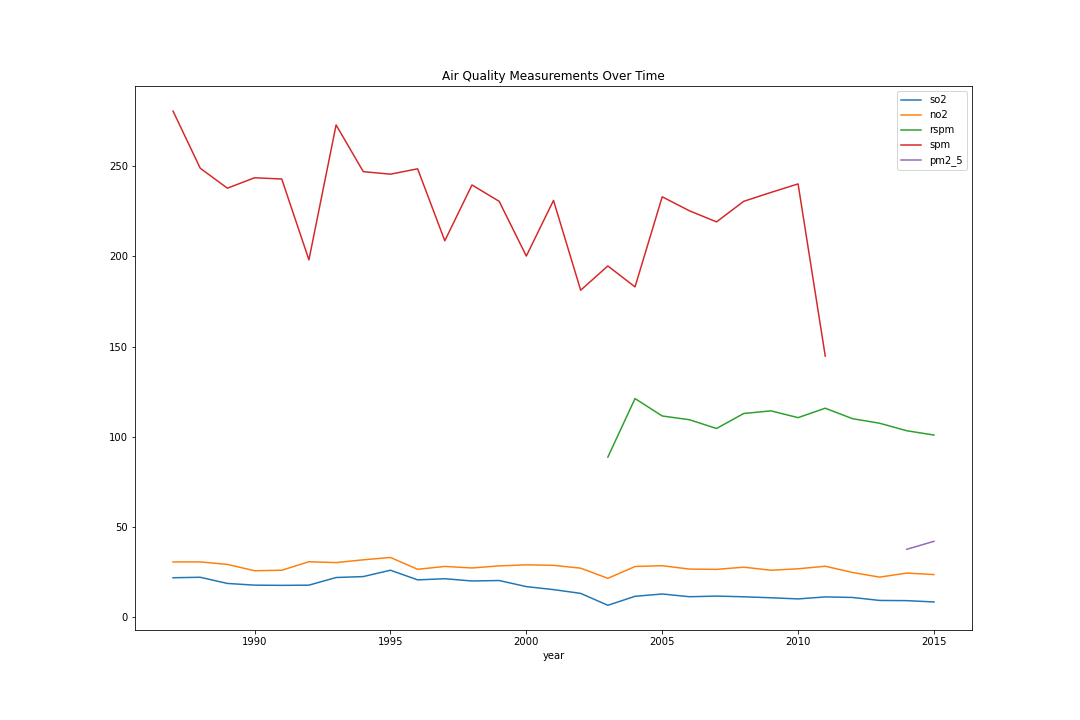 Air Quality Measurements Over Time
so2
no2
rspm
spm
pm2_5
250
200
150
100
50
0
1990 1995 2000 2005 2010 2015
year